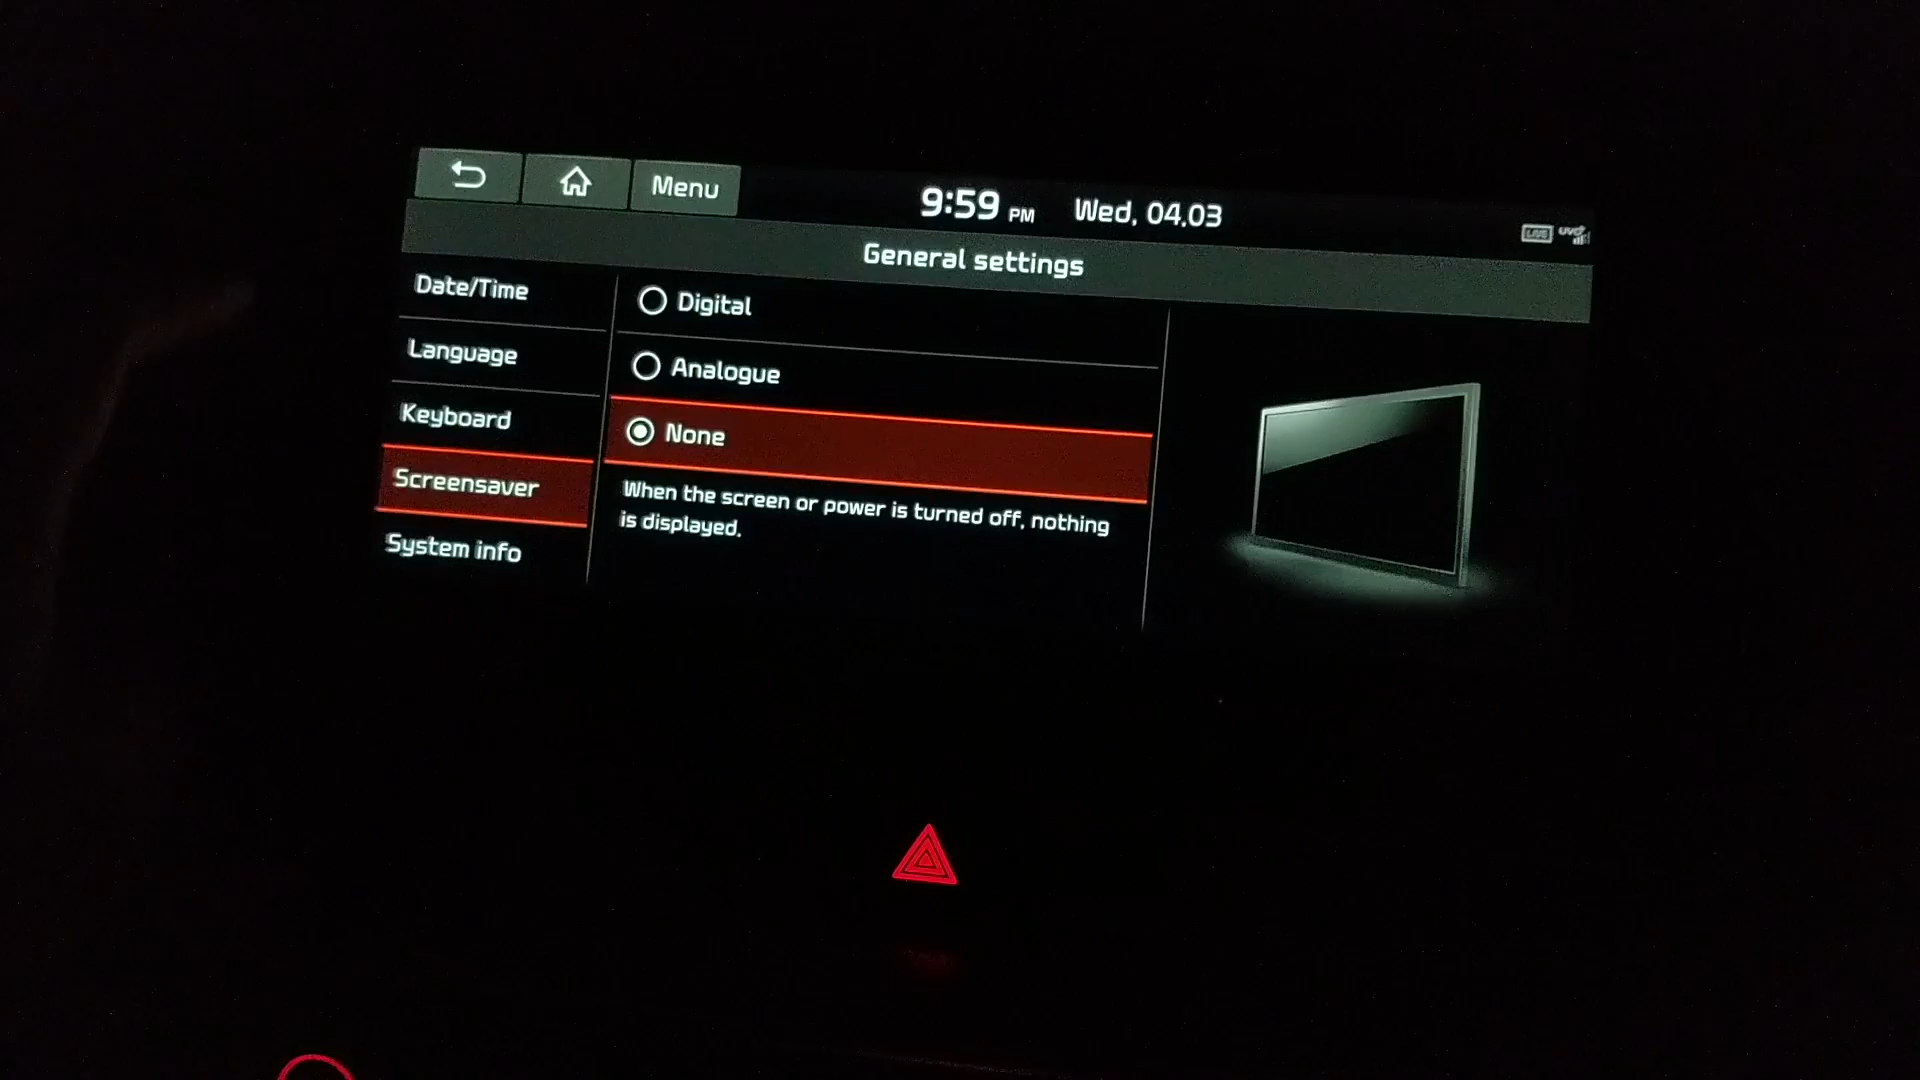 Menu
9:59 PM
Wed, 04.03
General settings
Date/Time
Language
Keyboard
Screensaver
System info
Digital
Analogue
None
When the screen or power is turned off, nothing
is displayed.